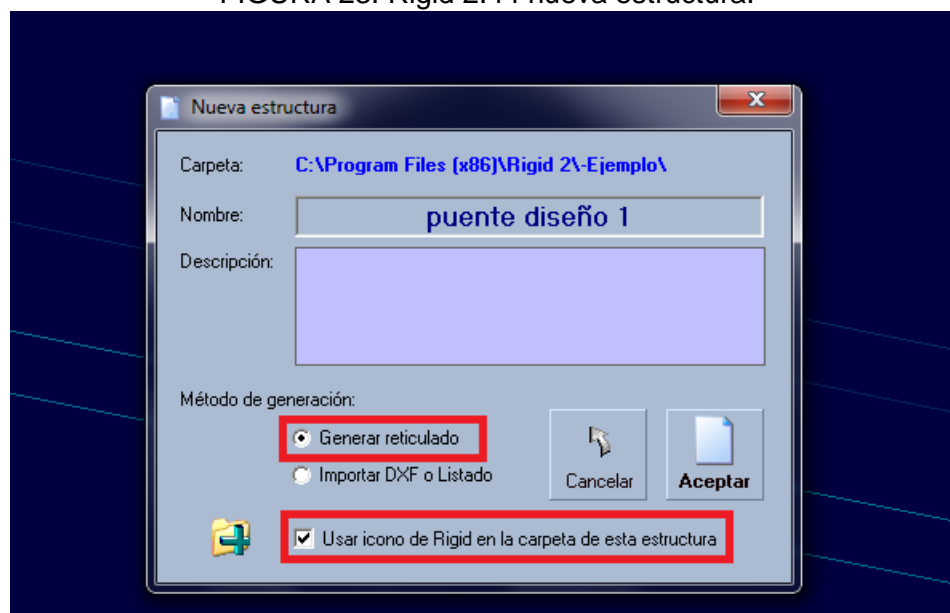 Nueva estructura
Carpeta: C:\Program Files (x86)\Rigid 2\-Ejemplo\
Nombre: puente diseño 1
Descripción:
Método de generación:
Generar reticulado
Importar DXF o Listado
Cancelar
Aceptar
Usar icono de Rigid en la carpeta de esta estructura